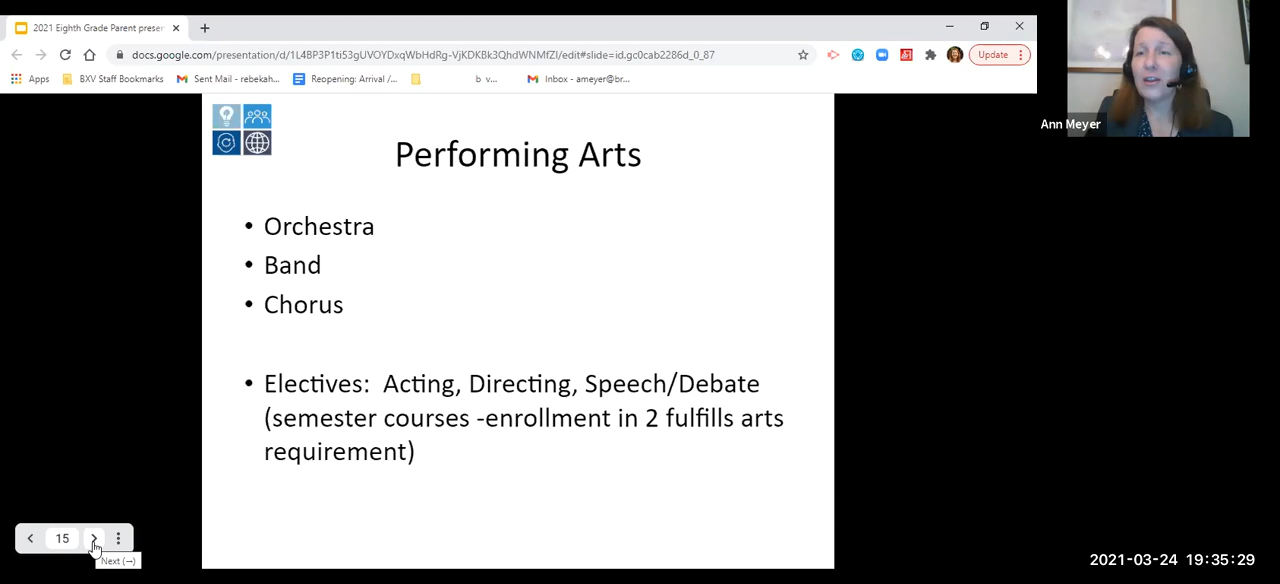 2021 Eighth Grade Parent presen
docs.google.com/presentation/d/1L4BP3P1ti53gUVOYDxqWbHdRg-VjKDKBk3QhdWNMfZI/edit#slide=id.gc0cab2286d_0_87
Update
Apps
BXV Staff Bookmarks
Sent Mail - rebekah...
Reopening: Arrival /...
b v...
Inbox - ameyer@br...
Ann Meyer
Performing Arts
• Orchestra
• Band
• Chorus
• Electives: Acting, Directing, Speech/Debate
(semester courses -enrollment in 2 fulfills arts
requirement)
15
Next (→)
2021-03-24 19:35:29